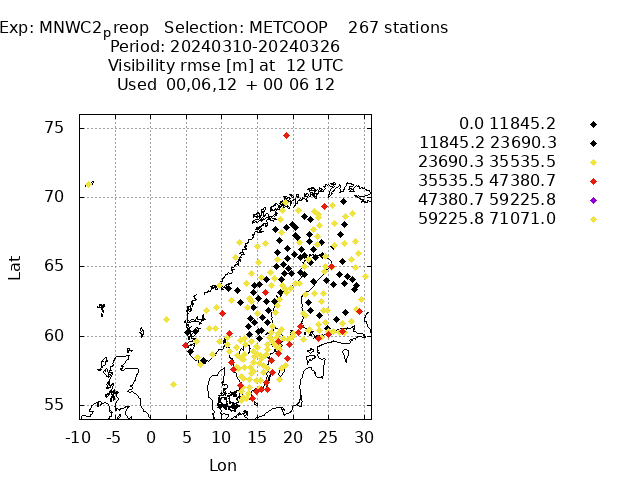 Exp: MNWC2preop   Selection: METCOOP    267 stations
Period: 20240310-20240326
Visibility rmse [m] at  12 UTC
Used  00,06,12  + 00 06 12
0.0 11845.2
11845.2 23690.3
23690.3 35535.5
35535.5 47380.7
47380.7 59225.8
59225.8 71071.0
75
70
65
60
55
Lat
-10 -5 0 5 10 15 20 25 30
Lon